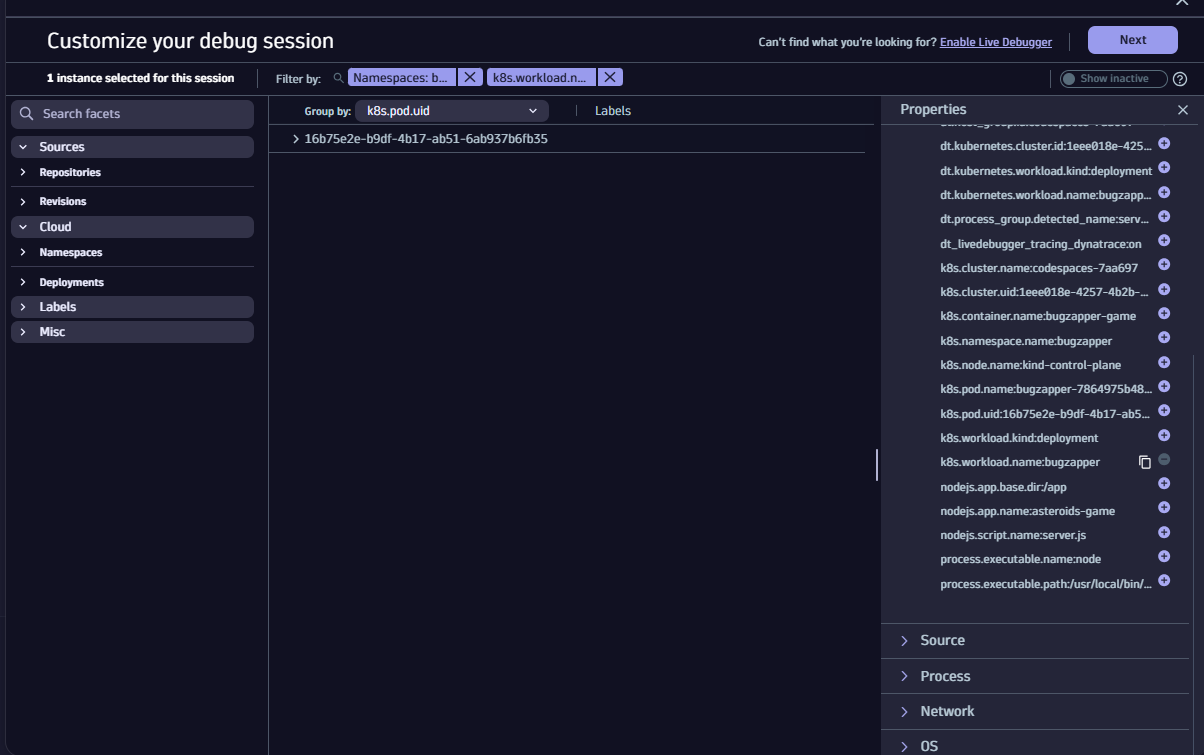 Customize your debug session
Can't find what you're looking for? Enable Live Debugger
Next
1 instance selected for this session
Filter by:
Namespaces: b...
k8s.workload.n...
Show inactive
Search facets
Sources
Repositories
Revisions
Cloud
Namespaces
Deployments
Labels
Misc
Group by: k8s.pod.uid
Labels
16b75e2e-b9df-4b17-ab51-6ab937b6fb35
Properties
dt.kubernetes.cluster.id:1eee018e-425...
dt.kubernetes.workload.kind:deployment
dt.kubernetes.workload.name:bugzapp...
dt.process_group.detected_name:serv...
dt_livedebugger_tracing_dynatrace:on
k8s.cluster.name:codespaces-7aa697
k8s.cluster.uid:1eee018e-4257-4b2b-...
k8s.container.name:bugzapper-game
k8s.namespace.name:bugzapper
k8s.node.name:kind-control-plane
k8s.pod.name:bugzapper-7864975b48...
k8s.pod.uid:16b75e2e-b9df-4b17-ab5...
k8s.workload.kind:deployment
k8s.workload.name:bugzapper
nodejs.app.base.dir:/app
nodejs.app.name:asteroids-game
nodejs.script.name:server.js
process.executable.name:node
process.executable.path:/usr/local/bin/...
Source
Process
Network
OS